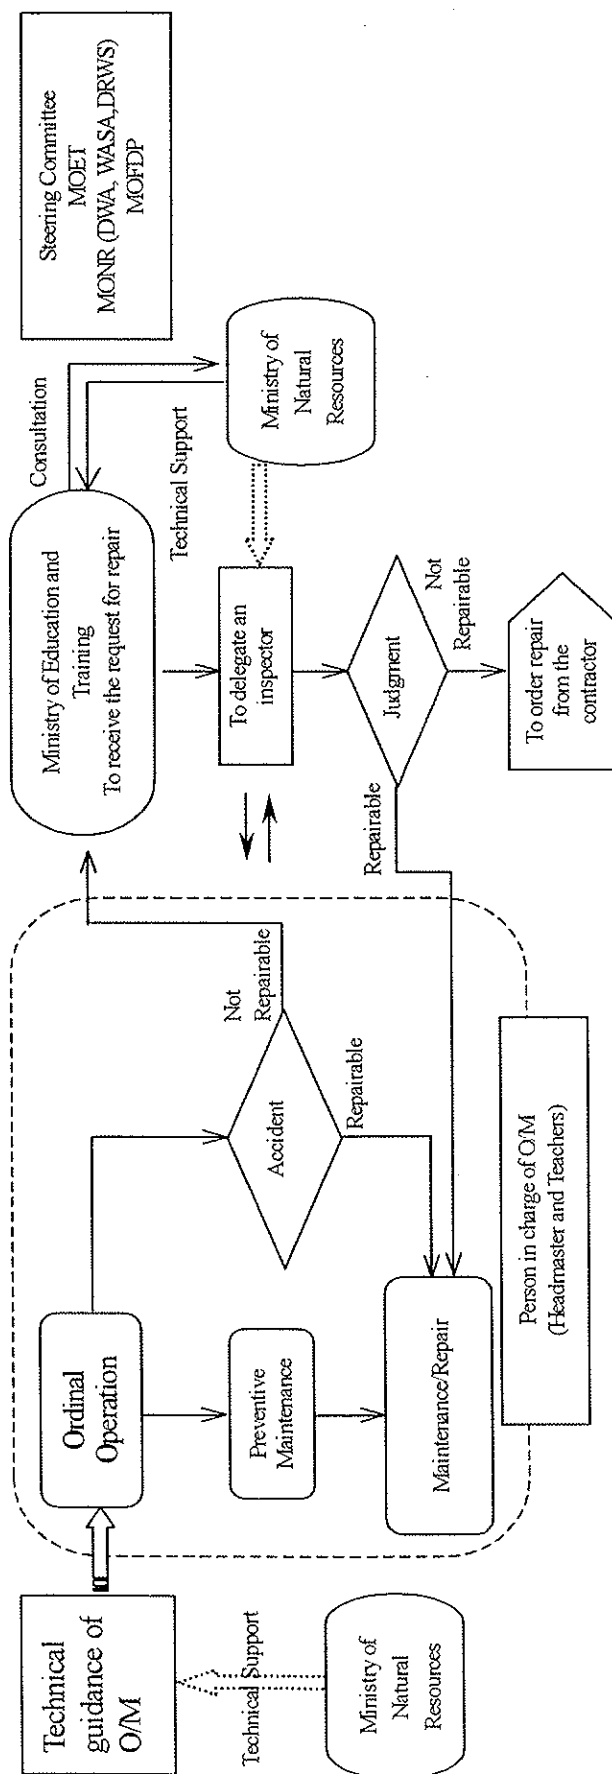 Technical
guidance of
O/M
Technical Support
Ministry of
Natural
Resources
Ordinal
Operation
Preventive
Maintenance
Maintenance/Repair
Accident
Not
Repairable
Repairable
Person in charge of O/M
(Headmaster and Teachers)
Ministry of Education and
Training
To receive the request for repair
Consultation
Technical Support
Ministry of
Natural
Resources
To delegate an
inspector
Judgment
Repairable
Not
Repairable
To order repair
from the
contractor
Steering Committee
MOET
MONR (DWA, WASA,DRWS)
MOFDP